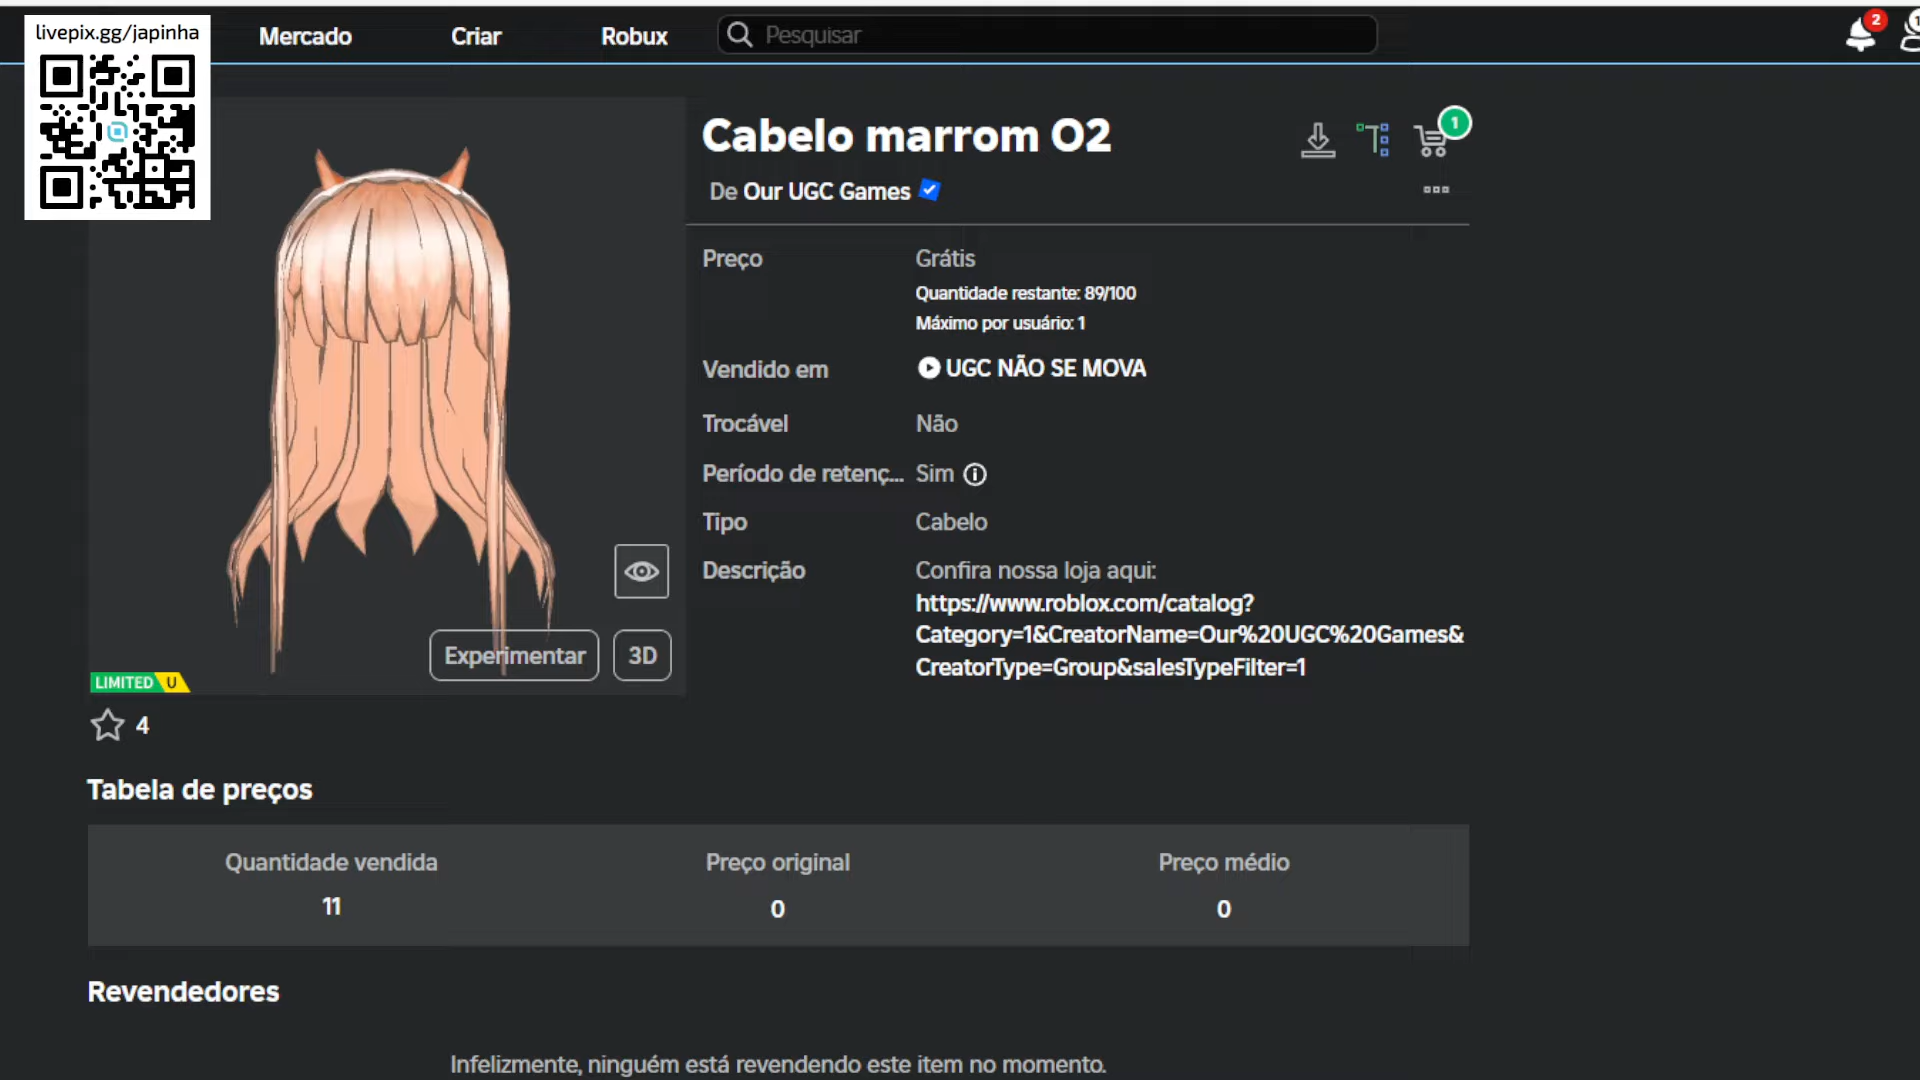 livepix.gg/japinha
Mercado
Criar
Robux
Pesquisar
2
1
Cabelo marrom O2
1
De Our UGC Games
Preço
Grátis
Quantidade restante: 89/100
Máximo por usuário: 1
Vendido em
UGC NÃO SE MOVA
Trocável
Não
Período de retenç...
Sim
Tipo
Cabelo
Descrição
Confira nossa loja aqui:
https://www.roblox.com/catalog?
Category=1&CreatorName=Our%20UGC%20Games&
CreatorType=Group&salesTypeFilter=1
Experimentar
3D
LIMITED U
4
Tabela de preços
Quantidade vendida
11
Preço original
0
Preço médio
0
Revendedores
Infelizmente, ninguém está revendendo este item no momento.